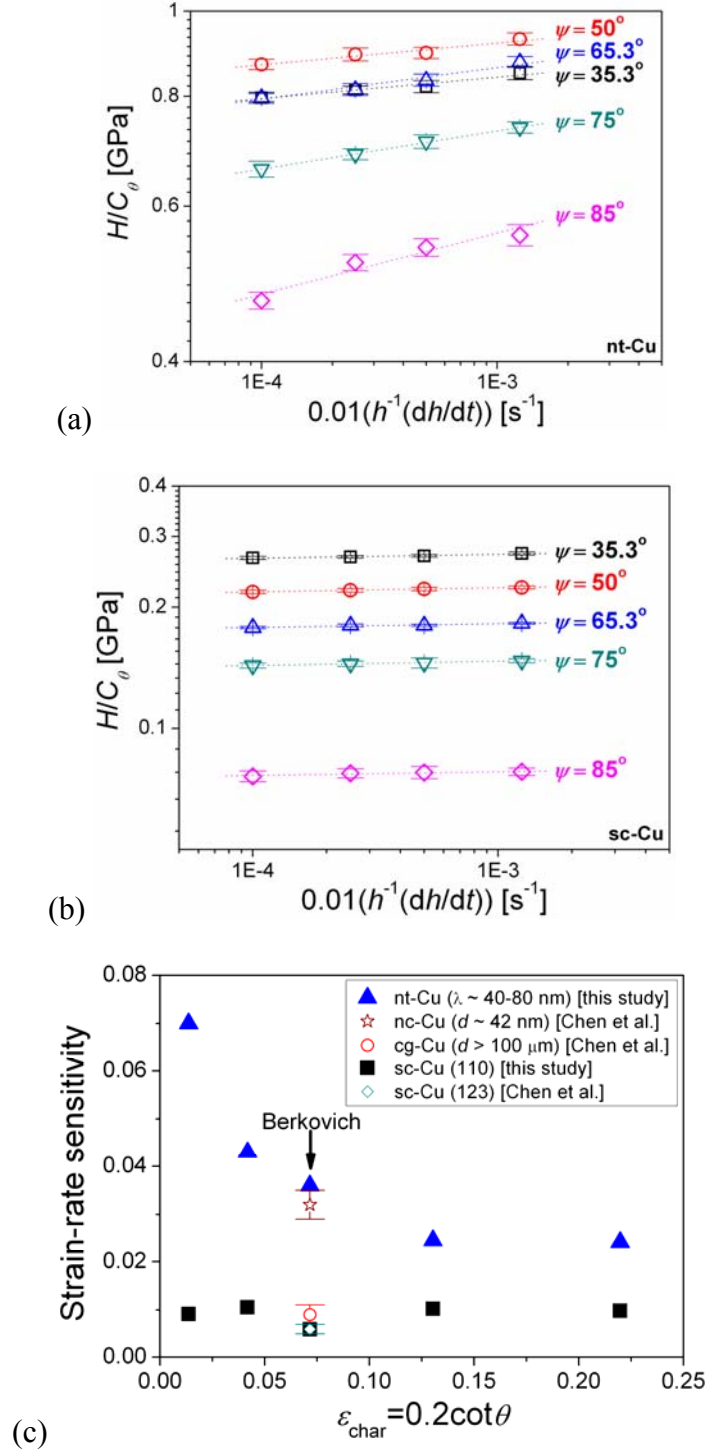 1
0.8
0.6
0.4
H/C_θ [GPa]
ψ = 50°
ψ = 65.3°
ψ = 35.3°
ψ = 75°
ψ = 85°
nt-Cu
1E-4
1E-3
0.01(h⁻¹(dh/dt)) [s⁻¹]
(a)
0.4
0.3
0.2
0.1
H/C_θ [GPa]
ψ = 35.3°
ψ = 50°
ψ = 65.3°
ψ = 75°
ψ = 85°
sc-Cu
1E-4
1E-3
0.01(h⁻¹(dh/dt)) [s⁻¹]
(b)
0.08
0.06
0.04
0.02
0.00
Strain-rate sensitivity
nt-Cu (λ ~ 40-80 nm) [this study]
nc-Cu (d ~ 42 nm) [Chen et al.]
cg-Cu (d > 100 μm) [Chen et al.]
sc-Cu (110) [this study]
sc-Cu (123) [Chen et al.]
Berkovich
0.00 0.05 0.10 0.15 0.20 0.25
ε_char=0.2cotθ
(c)